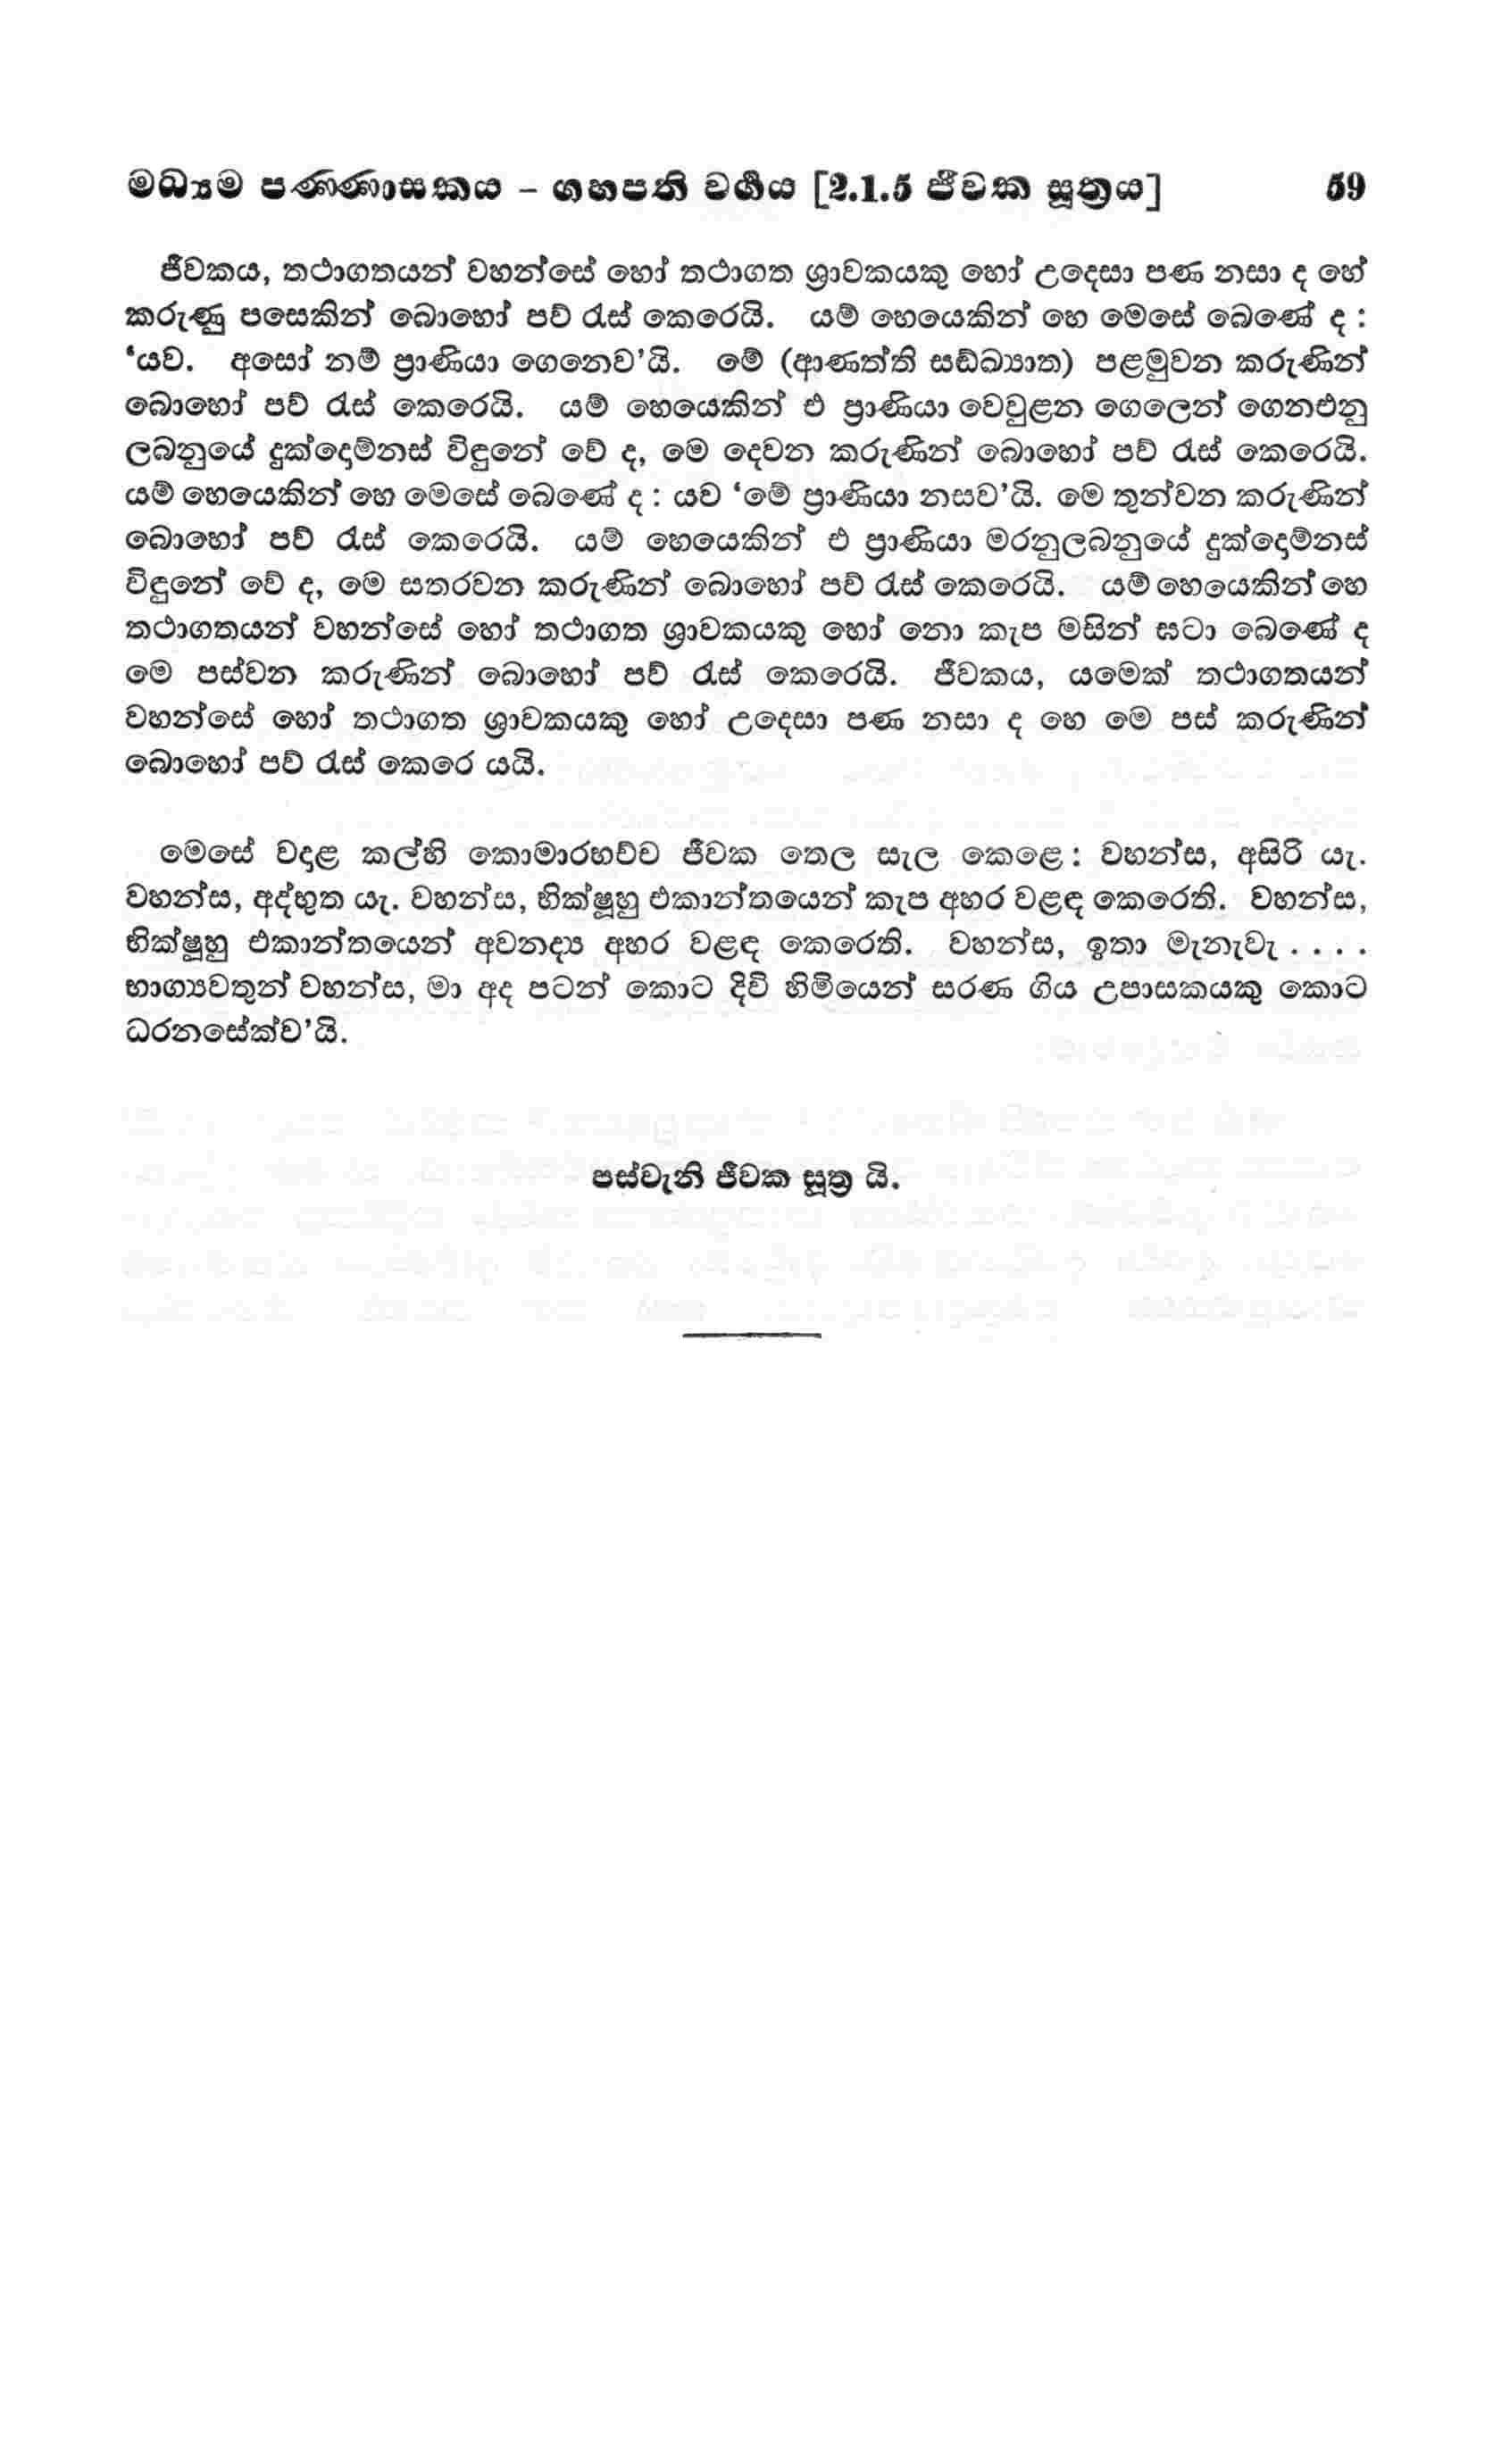 මධ්‍යම පණ්ණාසකය – ගහපති වර්ගය [2.1.5 ජීවක සූත්‍රය] 59
ජීවකය, තථාගතයන් වහන්සේ හෝ තථාගත ශ්‍රාවකයකු හෝ උදෙසා පණ නසා ද හේ
කරුණු පසෙකින් බොහෝ පව් රැස් කෙරෙයි. යම් හෙයෙකින් හෙ මෙසේ බෙණේ ද :
‘යව. අසෝ නම් ප්‍රාණියා ගෙනෙව’යි. මේ (ආණත්ති සඞ්ඛ්‍යාත) පළමුවන කරුණින්
බොහෝ පව් රැස් කෙරෙයි. යම් හෙයෙකින් එ ප්‍රාණියා වෙවුළන ගෙලෙන් ගෙනඑනු
ලබනුයේ දුක්දොම්නස් විඳුනේ වේ ද, මෙ දෙවන කරුණින් බොහෝ පව් රැස් කෙරෙයි.
යම් හෙයෙකින් හෙ මෙසේ බෙණේ ද : යව ‘මේ ප්‍රාණියා නසව’යි. මෙ තුන්වන කරුණින්
බොහෝ පව් රැස් කෙරෙයි. යම් හෙයෙකින් එ ප්‍රාණියා මරනුලබනුයේ දුක්දොම්නස්
විඳුනේ වේ ද, මෙ සතරවන කරුණින් බොහෝ පව් රැස් කෙරෙයි. යම් හෙයෙකින් හෙ
තථාගතයන් වහන්සේ හෝ තථාගත ශ්‍රාවකයකු හෝ නො කැප මසින් ඝටා බෙණේ ද
මෙ පස්වන කරුණින් බොහෝ පව් රැස් කෙරෙයි. ජීවකය, යමෙක් තථාගතයන්
වහන්සේ හෝ තථාගත ශ්‍රාවකයකු හෝ උදෙසා පණ නසා ද හෙ මෙ පස් කරුණින්
බොහෝ පව් රැස් කෙරෙ යයි.
මෙසේ වදාළ කල්හි කොමාරභච්ච ජීවක තෙල සැල කෙළෙ : වහන්ස, අසිරි යැ.
වහන්ස, අද්භුත යැ. වහන්ස, භික්ෂූහු එකාන්තයෙන් කැප අහර වළඳ කෙරෙති. වහන්ස,
භික්ෂූහු එකාන්තයෙන් අවනද්‍ය අහර වළඳ කෙරෙති. වහන්ස, ඉතා මැනැවැ . . . .
භාග්‍යවතුන් වහන්ස, මා අද පටන් කොට දිවි හිමියෙන් සරණ ගිය උපාසකයකු කොට
ධරනසේක්ව’යි.
පස්වැනි ජීවක සූත්‍ර යි.